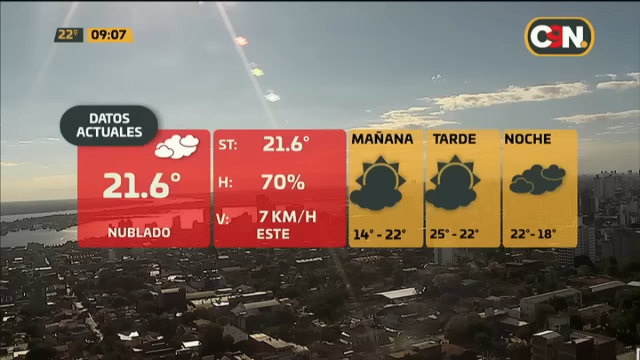 22º 09:07
C9N.
DATOS
ACTUALES
21.6°
NUBLADO
ST: 21.6°
H: 70%
V: 7 KM/H
ESTE
MAÑANA
14° - 22°
TARDE
25° - 22°
NOCHE
22° - 18°